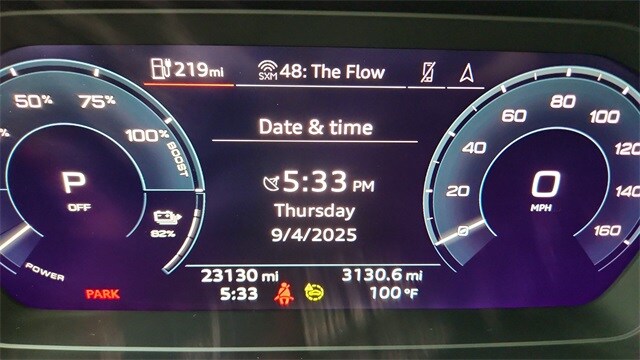 219mi
SXM 48: The Flow
50% 75%
%
100%
BOOST
P
OFF
82%
POWER
PARK
Date & time
5:33 PM
Thursday
9/4/2025
23130 mi 3130.6 mi
5:33 100 °F
0 20 40 60 80 100 120 140 160
0
MPH